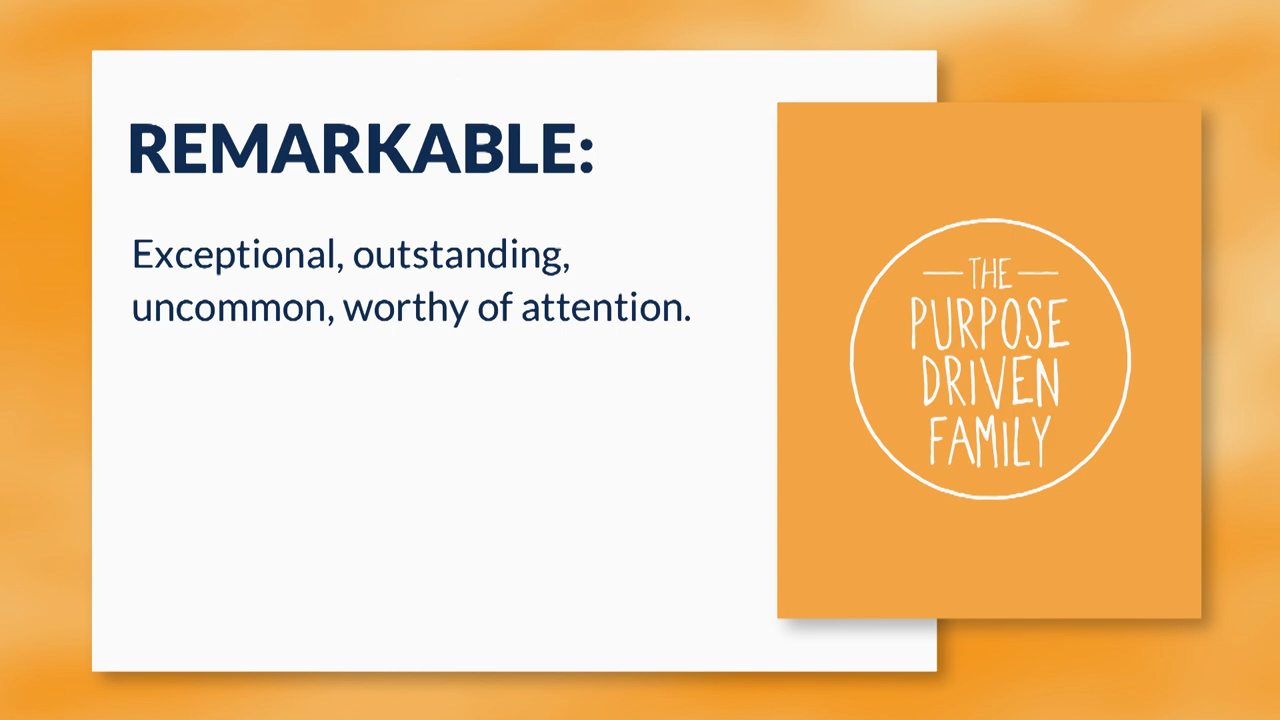 REMARKABLE:
Exceptional, outstanding,
uncommon, worthy of attention.
THE
PURPOSE
DRIVEN
FAMILY